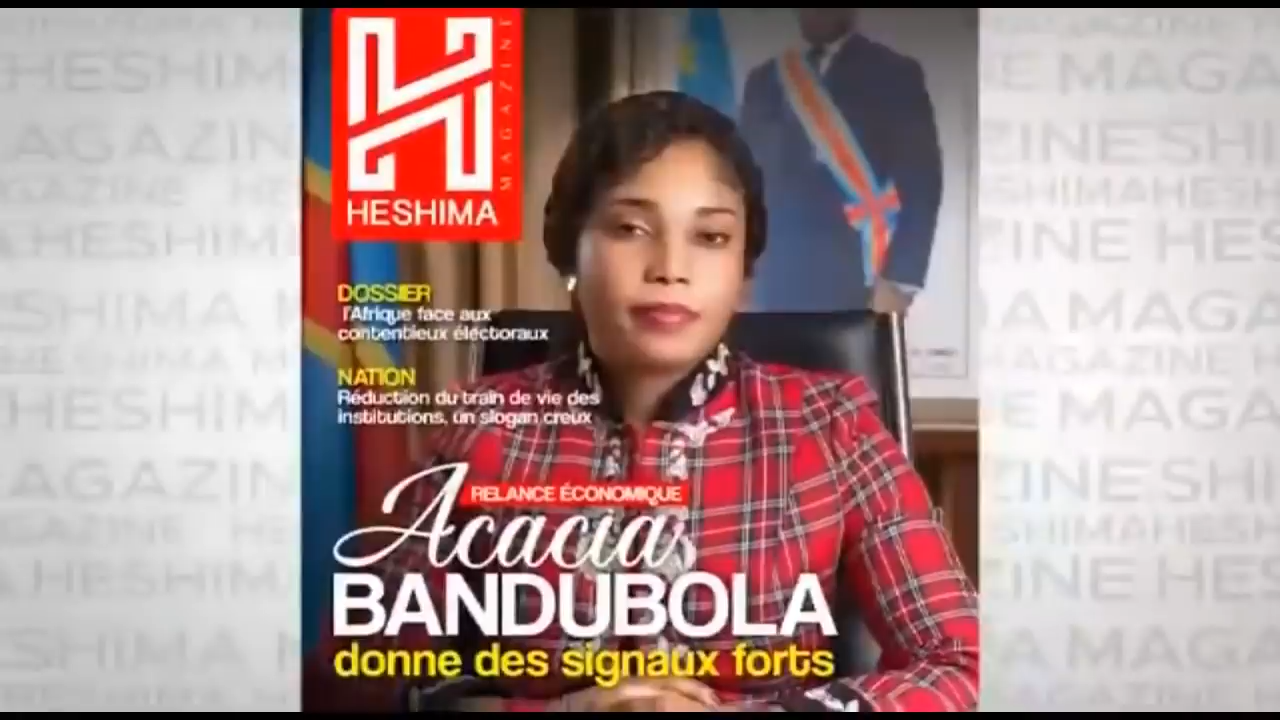 MAGAZINE
HESHIMA
DOSSIER
l'Afrique face aux
contentieux éléctoraux
NATION
Réduction du train de vie des
institutions, un slogan creux
RELANCE ÉCONOMIQUE
Acacia
BANDUBOLA
donne des signaux forts